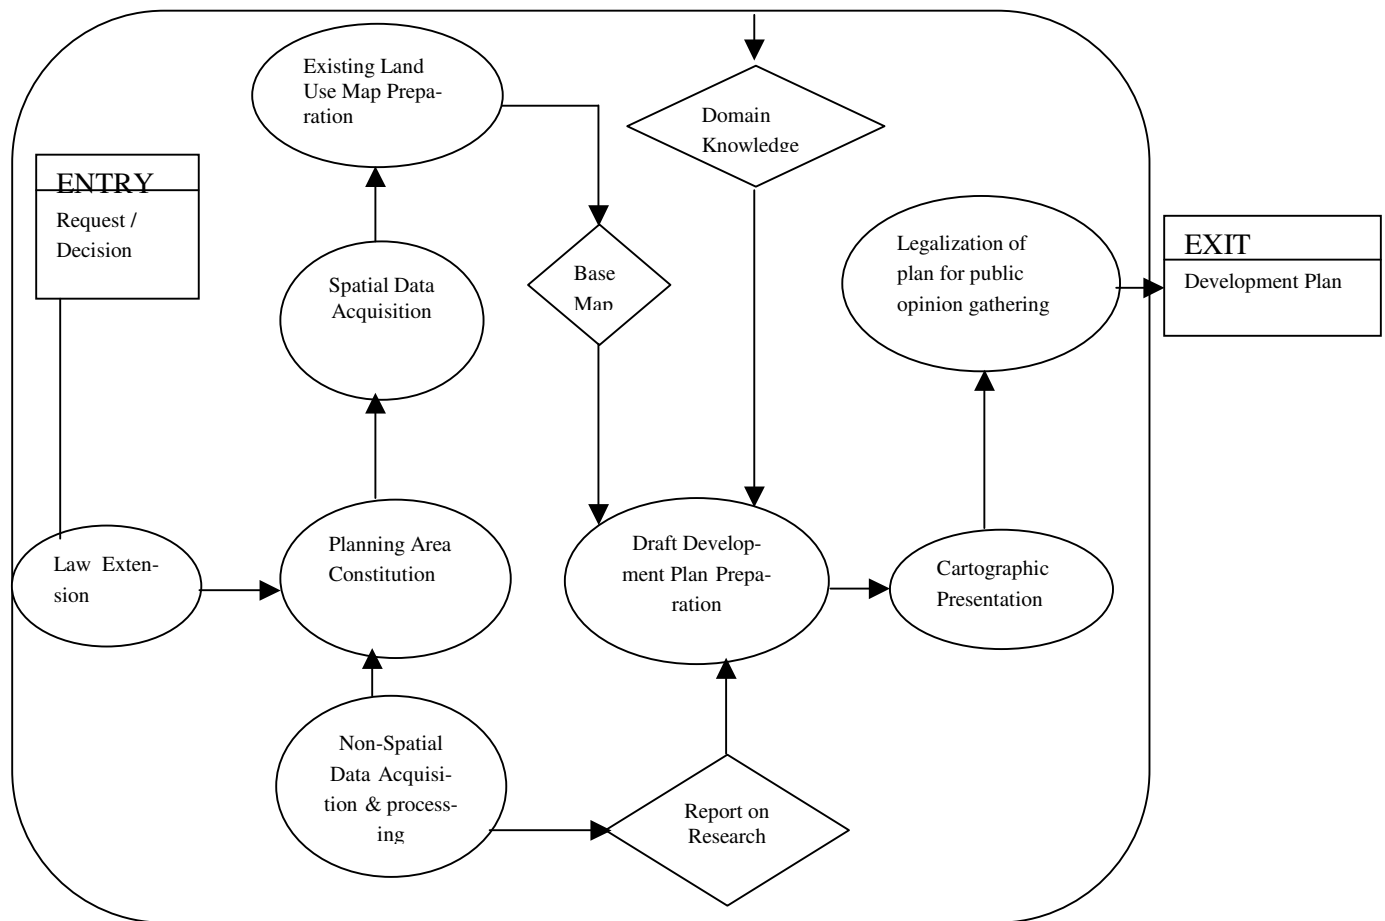 Existing Land
Use Map Prepa-
ration
Domain
Knowledge
ENTRY
Request /
Decision
Legalization of
plan for public
opinion gathering
EXIT
Development Plan
Spatial Data
Acquisition
Base
Map
Law Exten-
sion
Planning Area
Constitution
Draft Develop-
ment Plan Prepa-
ration
Cartographic
Presentation
Non-Spatial
Data Acquisi-
tion & process-
ing
Report on
Research